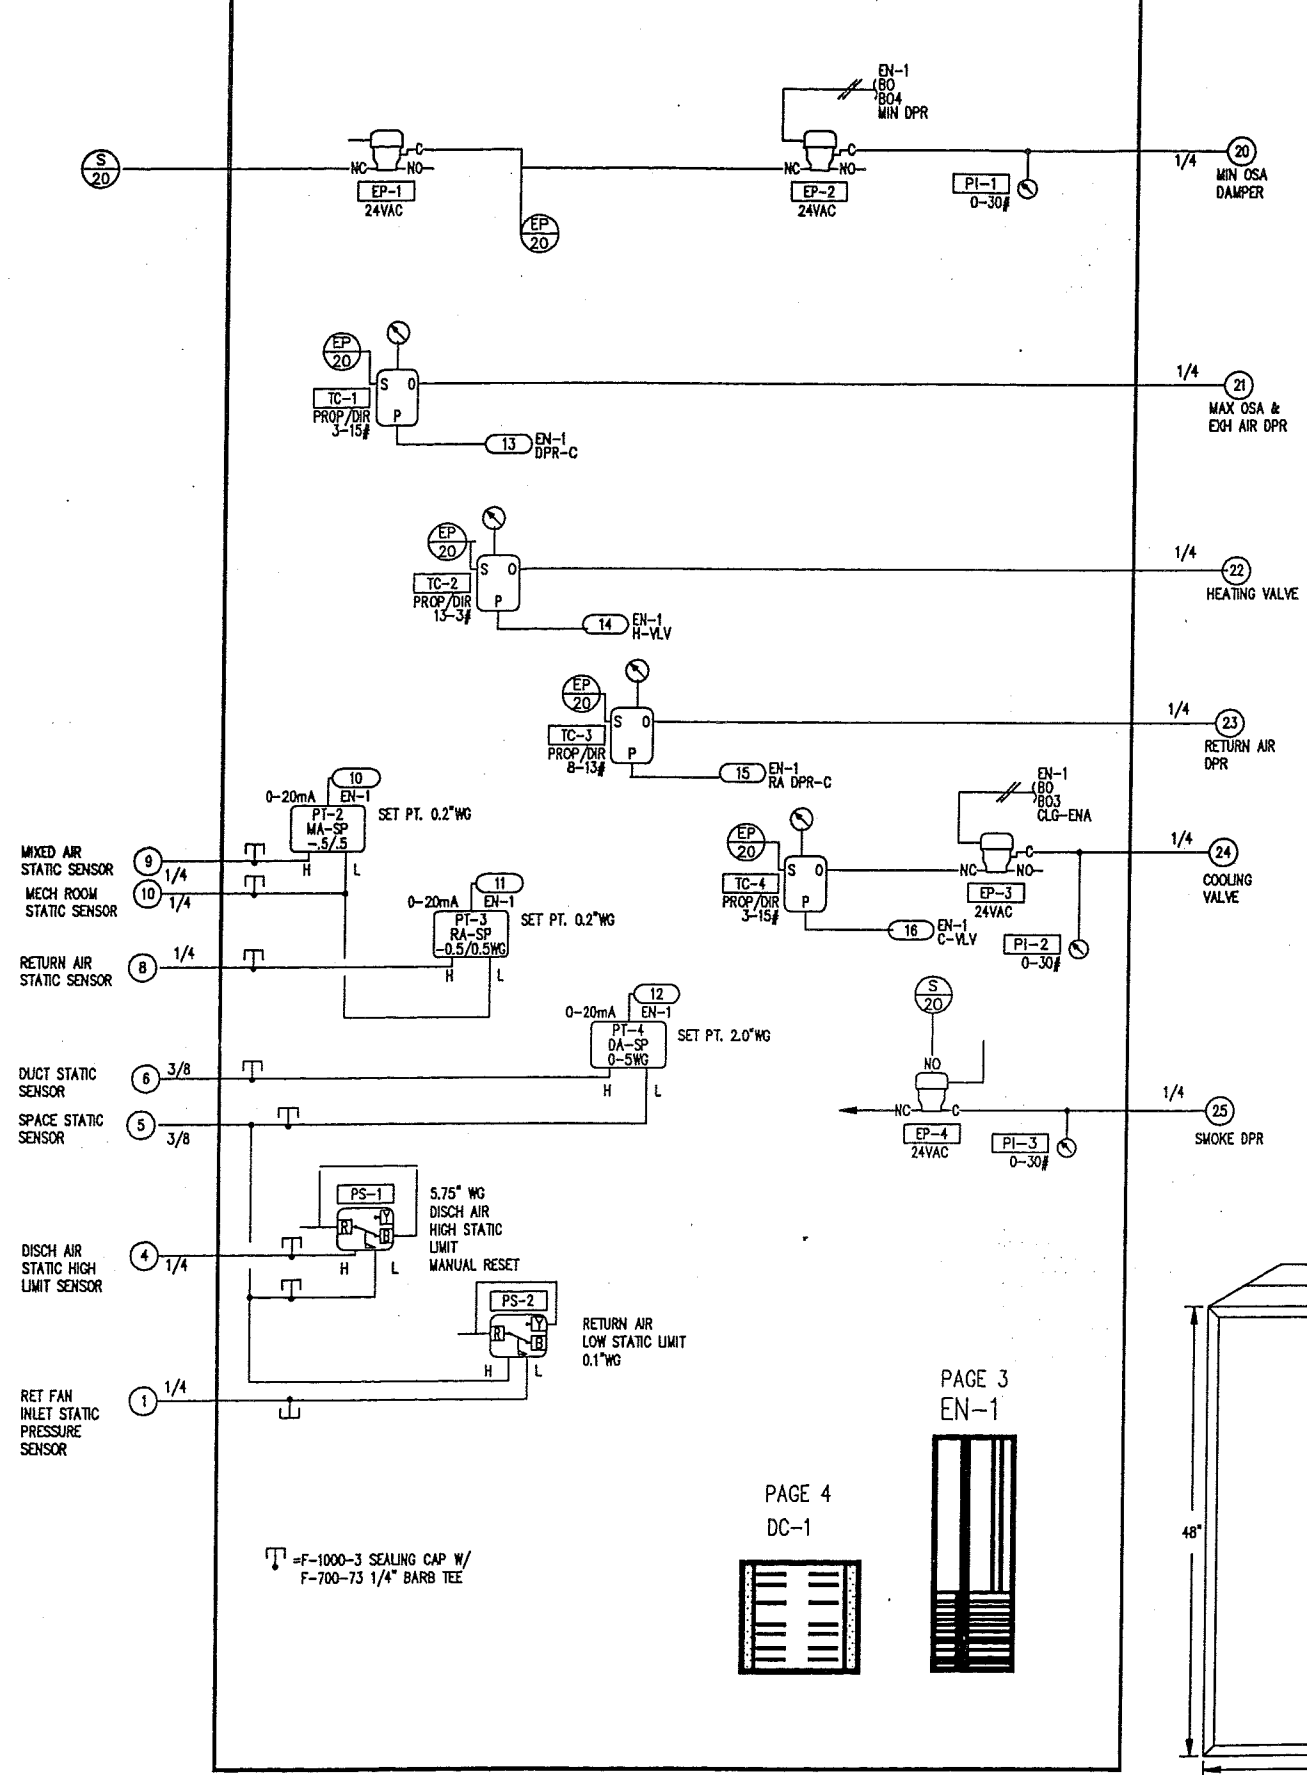 EN-1
BO
BO4
MIN DPR
S
20
C
NC
NO
EP-1
24VAC
EP
20
C
NC
NO
EP-2
24VAC
PI-1
0-30#
1/4
20
MIN OSA
DAMPER
EP
20
S O
P
TC-1
PROP/DIR
3-15#
13
EN-1
DPR-C
1/4
21
MAX OSA &
EXH AIR DPR
EP
20
S O
P
TC-2
PROP/DIR
13-3#
14
EN-1
H-VLV
1/4
22
HEATING VALVE
EP
20
S O
P
TC-3
PROP/DIR
8-13#
15
EN-1
RA DPR-C
1/4
23
RETURN AIR
DPR
10
0-20mA EN-1
PT-2
MA-SP
-.5/.5
SET PT. 0.2"WG
H L
MIXED AIR
STATIC SENSOR
9
1/4
MECH ROOM
STATIC SENSOR
10
1/4
EN-1
BO
BO3
CLG-ENA
EP
20
S O
P
TC-4
PROP/DIR
3-15#
16
EN-1
C-VLV
C
NC
NO
EP-3
24VAC
PI-2
0-30#
1/4
24
COOLING
VALVE
11
0-20mA EN-1
PT-3
RA-SP
-0.5/0.5WG
SET PT. 0.2"WG
H L
RETURN AIR
STATIC SENSOR
8
1/4
12
0-20mA EN-1
PT-4
DA-SP
0-5WG
SET PT. 2.0"WG
H L
DUCT STATIC
SENSOR
6
3/8
SPACE STATIC
SENSOR
5
3/8
S
20
NO
NC C
EP-4
24VAC
PI-3
0-30#
1/4
25
SMOKE DPR
PS-1
R
Y
B
H L
5.75" WG
DISCH AIR
HIGH STATIC
LIMIT
MANUAL RESET
DISCH AIR
STATIC HIGH
LIMIT SENSOR
4
1/4
PS-2
R
Y
B
H L
RETURN AIR
LOW STATIC LIMIT
0.1"WG
RET FAN
INLET STATIC
PRESSURE
SENSOR
1
1/4
PAGE 3
EN-1
PAGE 4
DC-1
=F-1000-3 SEALING CAP W/
F-700-73 1/4" BARB TEE
48"